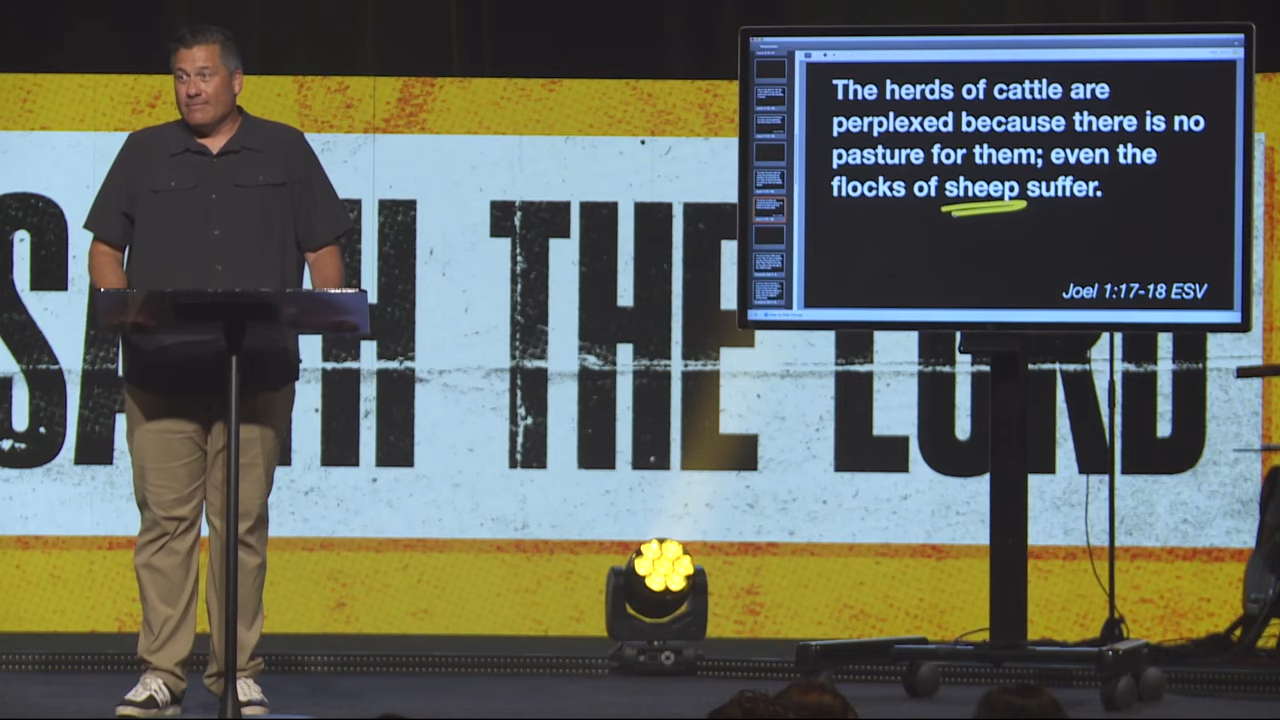 The herds of cattle are
perplexed because there is no
pasture for them; even the
flocks of sheep suffer.
Joel 1:17-18 ESV
SAITH THE LORD